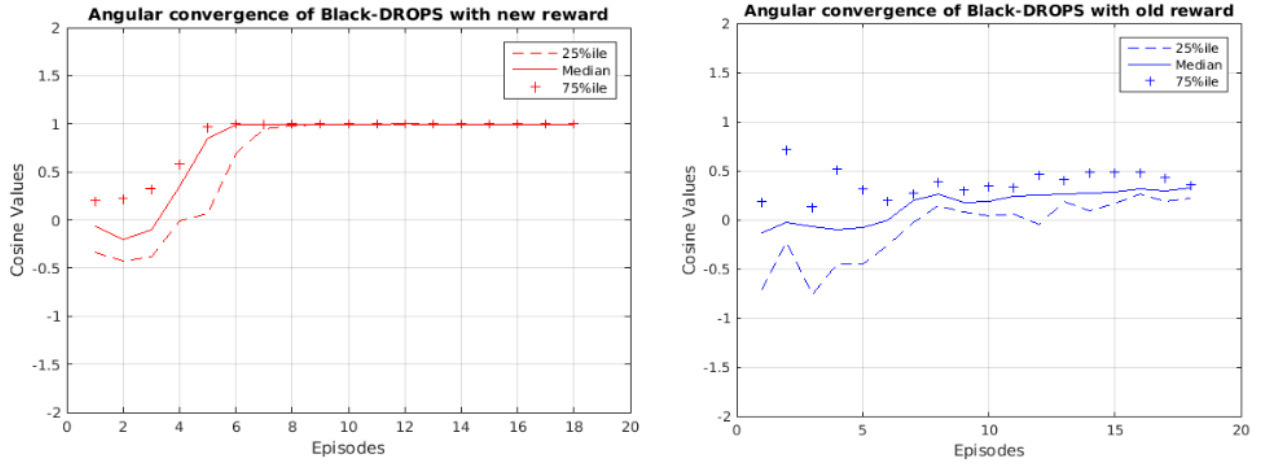 Angular convergence of Black-DROPS with new reward
2
1.5
1
0.5
0
-0.5
-1
-1.5
-2
Cosine Values
0 2 4 6 8 10 12 14 16 18 20
Episodes
25%ile
Median
75%ile
Angular convergence of Black-DROPS with old reward
2
1.5
1
0.5
0
-0.5
-1
-1.5
-2
Cosine Values
0 5 10 15 20
Episodes
25%ile
Median
75%ile